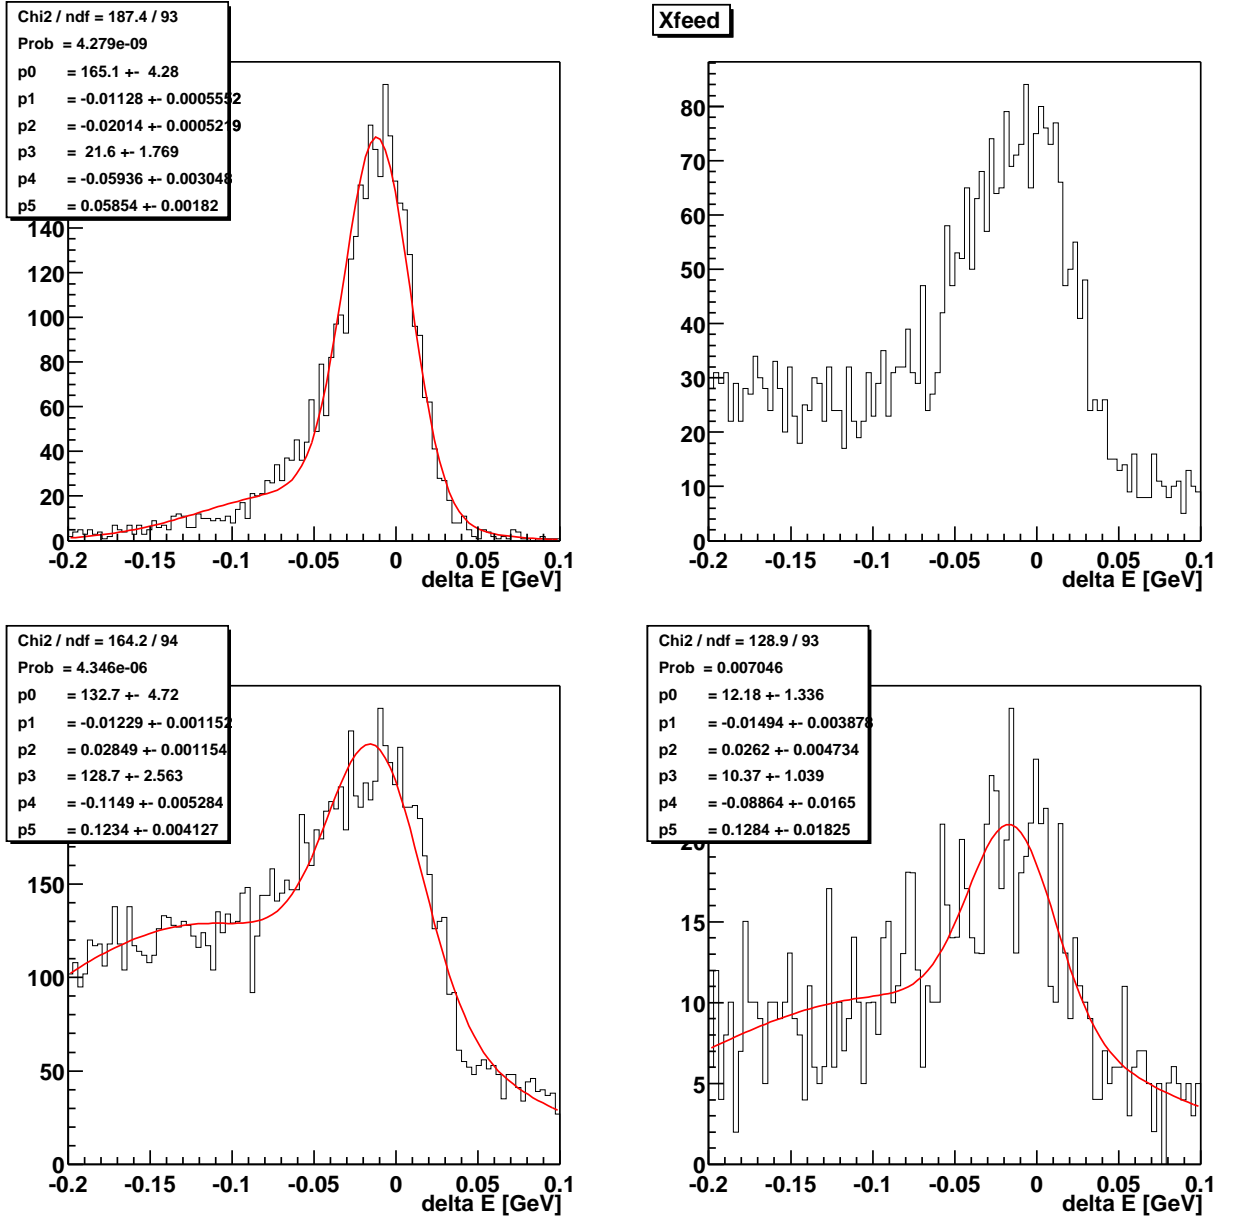 Chi2 / ndf = 187.4 / 93
Prob = 4.279e-09
p0 = 165.1 +- 4.28
p1 = -0.01128 +- 0.0005552
p2 = -0.02014 +- 0.0005219
p3 = 21.6 +- 1.769
p4 = -0.05936 +- 0.003048
p5 = 0.05854 +- 0.00182
140
120
100
80
60
40
20
0
-0.2 -0.15 -0.1 -0.05 0 0.05 0.1
delta E [GeV]
Xfeed
80
70
60
50
40
30
20
10
0
-0.2 -0.15 -0.1 -0.05 0 0.05 0.1
delta E [GeV]
Chi2 / ndf = 164.2 / 94
Prob = 4.346e-06
p0 = 132.7 +- 4.72
p1 = -0.01229 +- 0.001152
p2 = 0.02849 +- 0.001154
p3 = 128.7 +- 2.563
p4 = -0.1149 +- 0.005284
p5 = 0.1234 +- 0.004127
150
100
50
0
-0.2 -0.15 -0.1 -0.05 0 0.05 0.1
delta E [GeV]
Chi2 / ndf = 128.9 / 93
Prob = 0.007046
p0 = 12.18 +- 1.336
p1 = -0.01494 +- 0.003878
p2 = 0.0262 +- 0.004734
p3 = 10.37 +- 1.039
p4 = -0.08864 +- 0.0165
p5 = 0.1284 +- 0.01825
20
15
10
5
0
-0.2 -0.15 -0.1 -0.05 0 0.05 0.1
delta E [GeV]